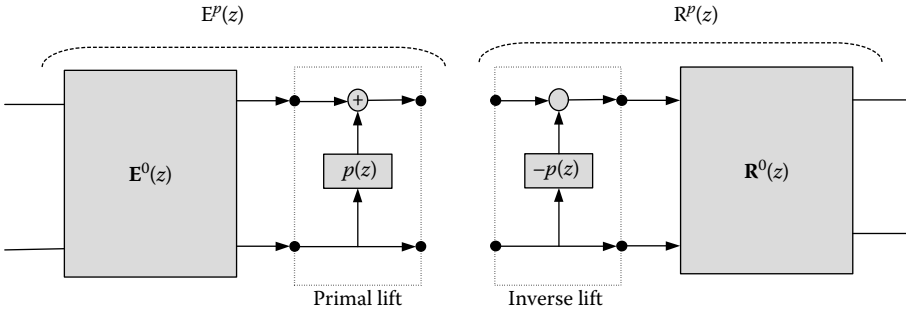 E^p(z)
R^p(z)
+
E^0(z)
p(z)
−p(z)
R^0(z)
Primal lift
Inverse lift